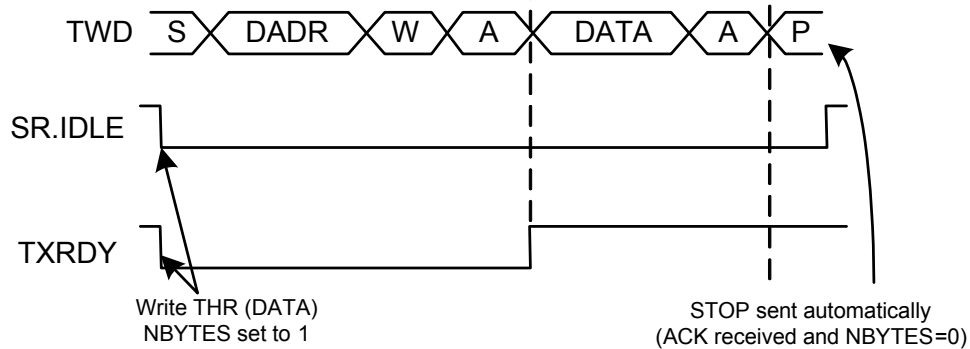 TWD S DADR W A DATA A P
SR.IDLE
TXRDY
Write THR (DATA)
NBYTES set to 1
STOP sent automatically
(ACK received and NBYTES=0)